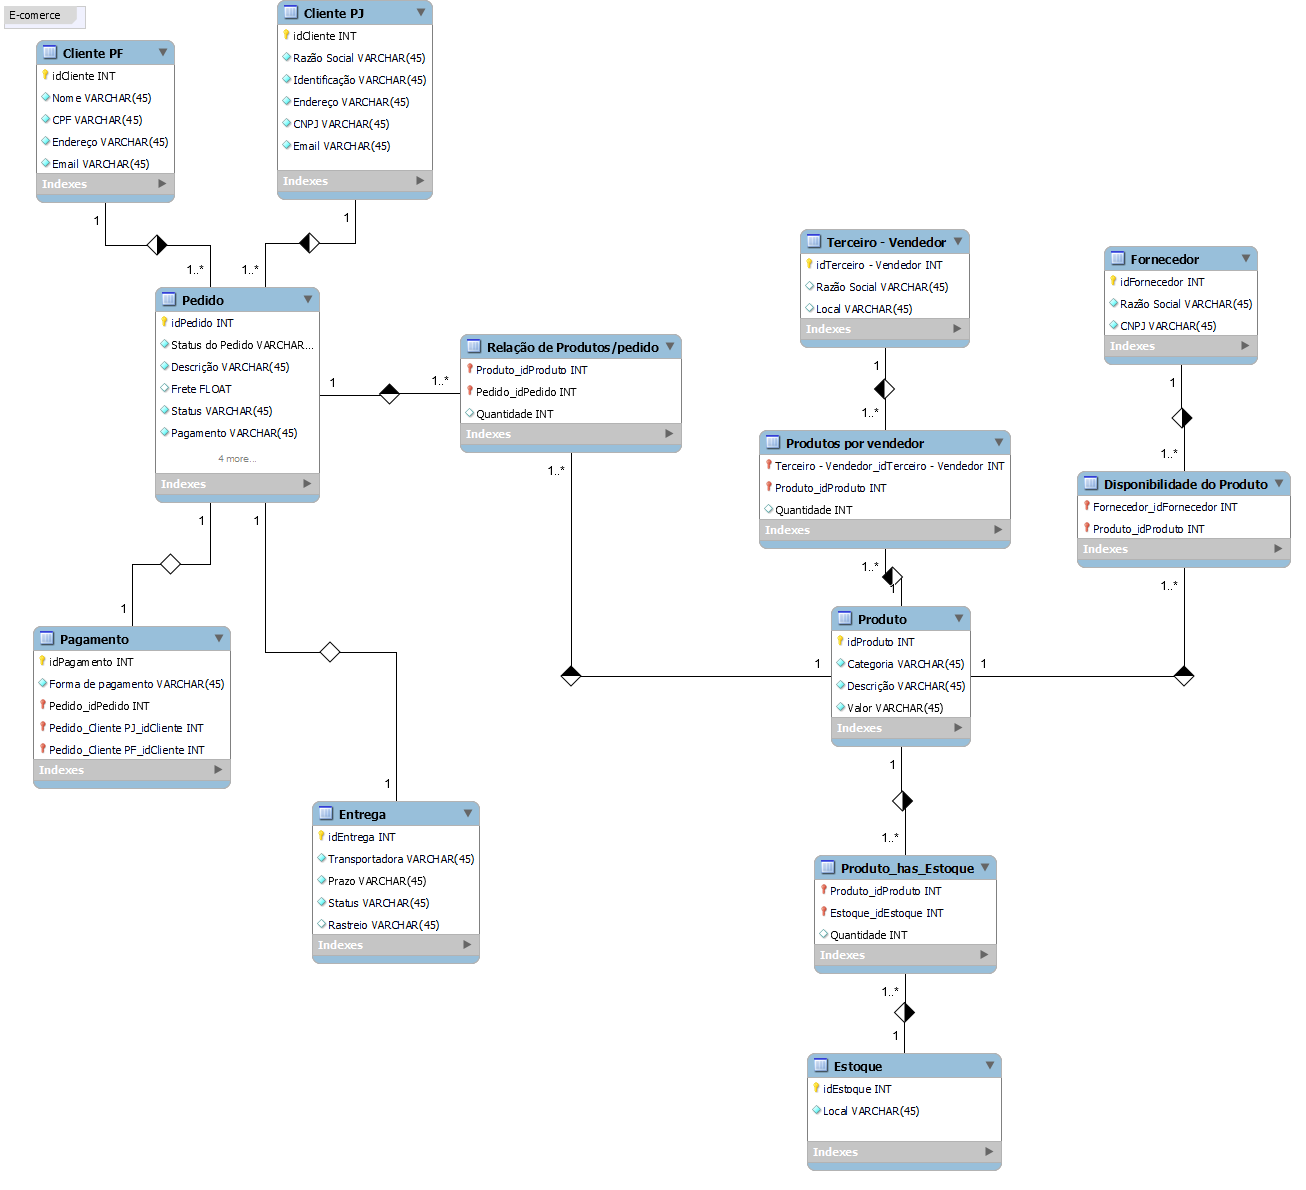 E-comerce
Cliente PF
idCliente INT
Nome VARCHAR(45)
CPF VARCHAR(45)
Endereço VARCHAR(45)
Email VARCHAR(45)
Indexes
Cliente PJ
idCliente INT
Razão Social VARCHAR(45)
Identificação VARCHAR(45)
Endereço VARCHAR(45)
CNPJ VARCHAR(45)
Email VARCHAR(45)
Indexes
1
1..*
1
1..*
Pedido
idPedido INT
Status do Pedido VARCHAR...
Descrição VARCHAR(45)
Frete FLOAT
Status VARCHAR(45)
Pagamento VARCHAR(45)
4 more...
Indexes
1
1..*
Relação de Produtos/pedido
Produto_idProduto INT
Pedido_idPedido INT
Quantidade INT
Indexes
1..*
1
Terceiro - Vendedor
idTerceiro - Vendedor INT
Razão Social VARCHAR(45)
Local VARCHAR(45)
Indexes
1
1..*
Produtos por vendedor
Terceiro - Vendedor_idTerceiro - Vendedor INT
Produto_idProduto INT
Quantidade INT
Indexes
1..*
1
Fornecedor
idFornecedor INT
Razão Social VARCHAR(45)
CNPJ VARCHAR(45)
Indexes
1
1..*
Disponibilidade do Produto
Fornecedor_idFornecedor INT
Produto_idProduto INT
Indexes
1..*
1
Produto
idProduto INT
Categoria VARCHAR(45)
Descrição VARCHAR(45)
Valor VARCHAR(45)
Indexes
1
1..*
Produto_has_Estoque
Produto_idProduto INT
Estoque_idEstoque INT
Quantidade INT
Indexes
1..*
1
Estoque
idEstoque INT
Local VARCHAR(45)
Indexes
1
1
Pagamento
idPagamento INT
Forma de pagamento VARCHAR(45)
Pedido_idPedido INT
Pedido_Cliente PJ_idCliente INT
Pedido_Cliente PF_idCliente INT
Indexes
1
1
Entrega
idEntrega INT
Transportadora VARCHAR(45)
Prazo VARCHAR(45)
Status VARCHAR(45)
Rastreio VARCHAR(45)
Indexes